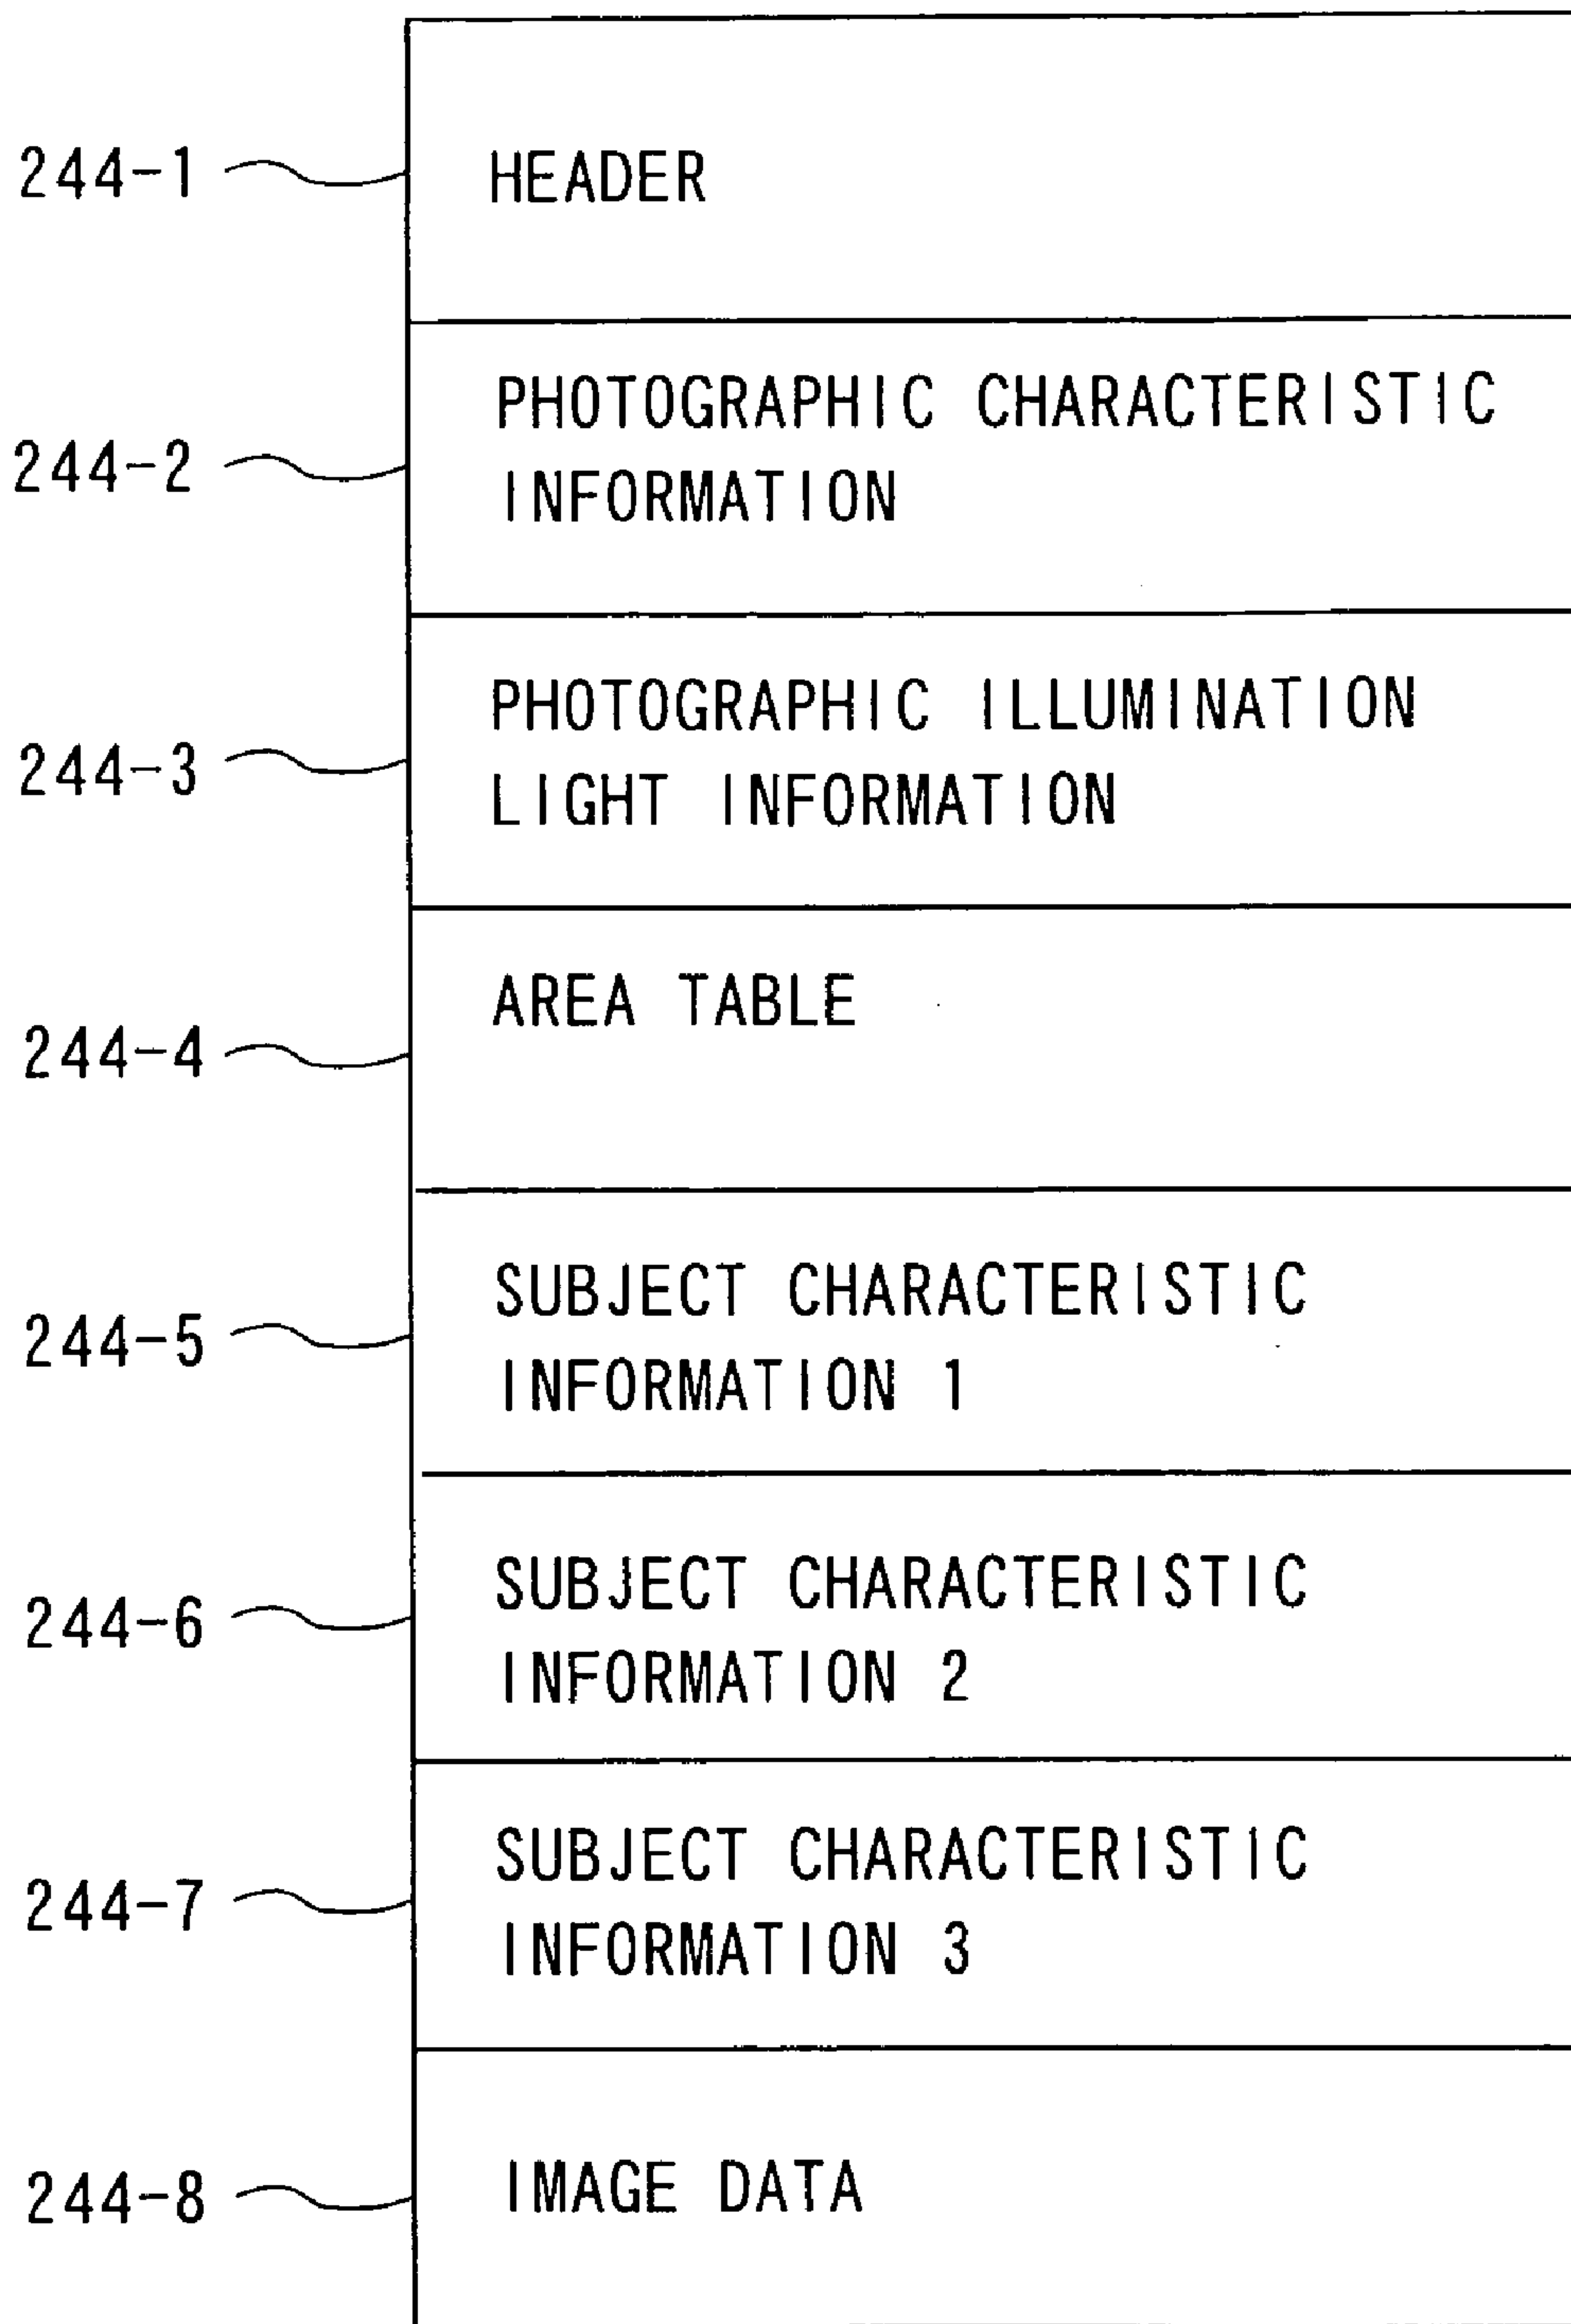 244-1 HEADER
PHOTOGRAPHIC CHARACTERISTIC
244-2
INFORMATION
PHOTOGRAPHIC ILLUMINATION
244-3
LIGHT INFORMATION
AREA TABLE
244-4
SUBJECT CHARACTERISTIC
244-5
INFORMATION 1
SUBJECT CHARACTERISTIC
244-6
INFORMATION 2
SUBJECT CHARACTERISTIC
244-7
INFORMATION 3
244-8 IMAGE DATA